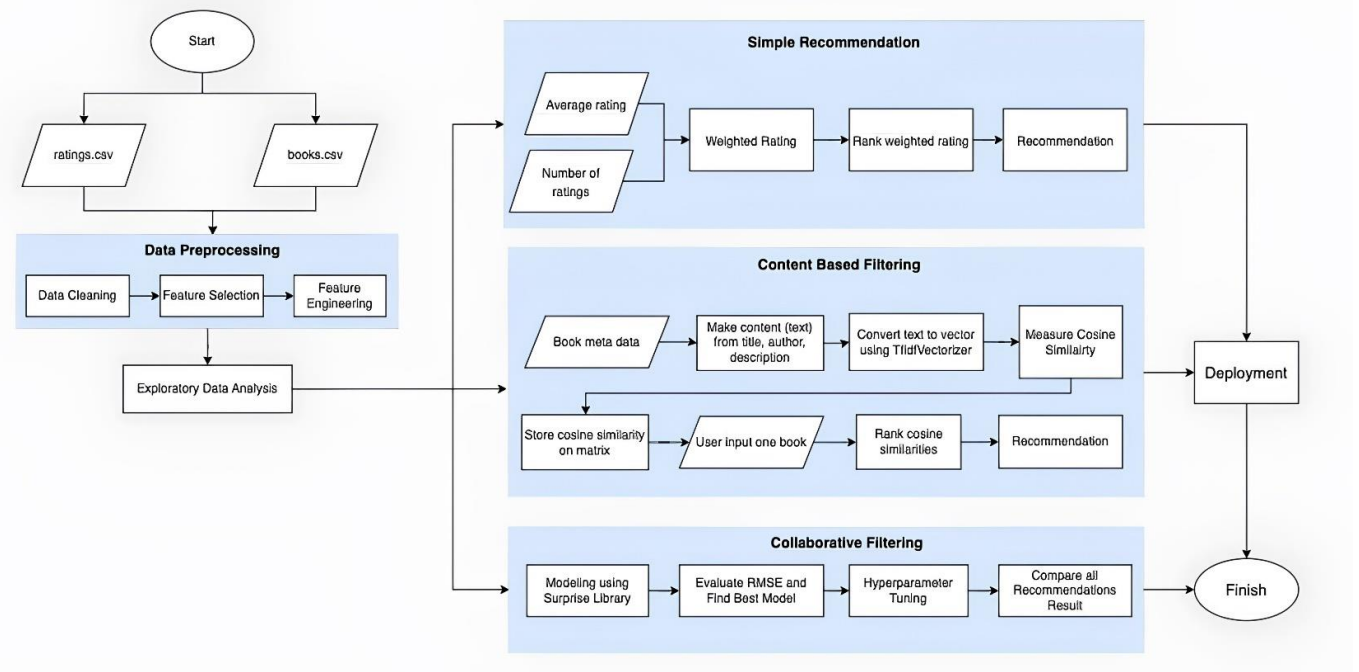 Start
ratings.csv
books.csv
Data Preprocessing
Data Cleaning
Feature Selection
Feature
Engineering
Exploratory Data Analysis
Simple Recommendation
Average rating
Number of
ratings
Weighted Rating
Rank weighted rating
Recommendation
Content Based Filtering
Book meta data
Make content (text)
from title, author,
description
Convert text to vector
using TfidfVectorizer
Measure Cosine
Similairty
Store cosine similarity
on matrix
User input one book
Rank cosine
similarities
Recommendation
Collaborative Filtering
Modeling using
Surprise Library
Evaluate RMSE and
Find Best Model
Hyperparameter
Tuning
Compare all
Recommendations
Result
Deployment
Finish